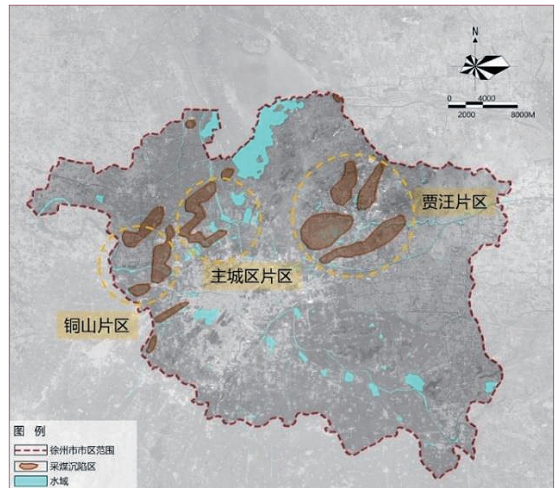 N
0 4000
2000 8000M
贾汪片区
主城区片区
铜山片区
图 例
徐州市市区范围
采煤沉陷区
水域